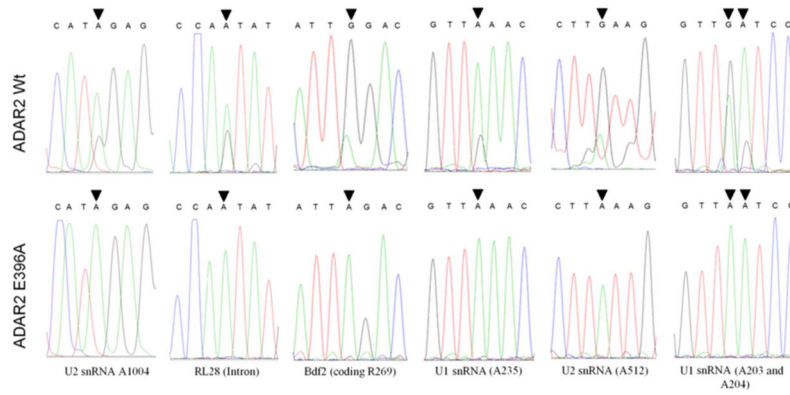 C A T A G A G
C C A A T A T
A T T G G A C
G T T A A A C
C T T G A A G
G T T G A T C C
ADAR2 Wt
C A T A G A G
C C A A T A T
A T T A G A C
G T T A A A C
C T T A A A G
G T T A A T C
ADAR2 E396A
U2 snRNA A1004
RL28 (Intron)
Bdf2 (coding R269)
U1 snRNA (A235)
U2 snRNA (A512)
U1 snRNA (A203 and
A204)